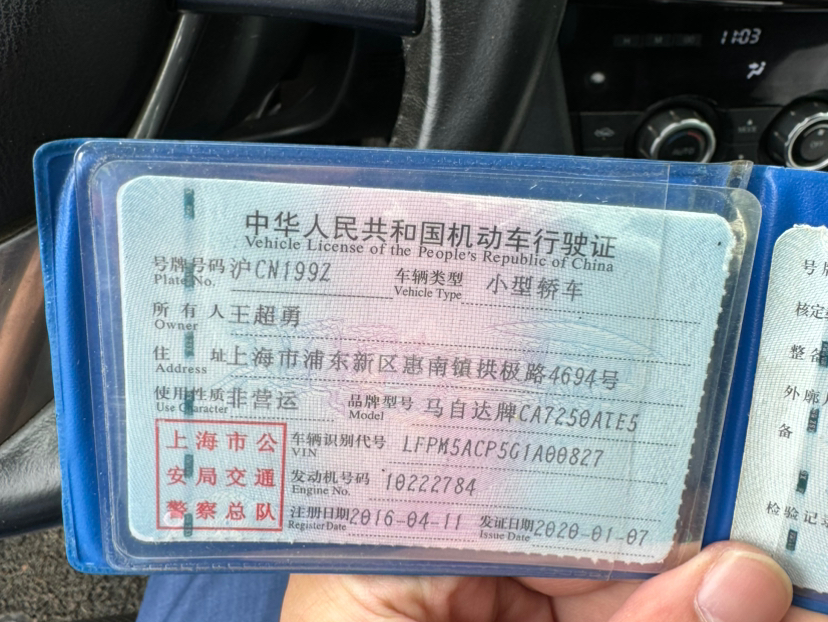 11:03
中华人民共和国机动车行驶证
Vehicle License of the People's Republic of China
号牌号码 沪CN199Z 车辆类型 小型轿车
Plate No. Vehicle Type
所有人 王超勇
Owner
住址 上海市浦东新区惠南镇拱极路4694号
Address
使用性质 非营运 品牌型号 马自达牌CA7250ATE5
Use Character Model
上海市公
安局交通
警察总队
车辆识别代号 LFPM5ACP5G1A00827
VIN
发动机号码 10222784
Engine No.
注册日期 2016-04-11 发证日期 2020-01-07
Register Date Issue Date
号牌
核定
整备
外廓
备
检验记